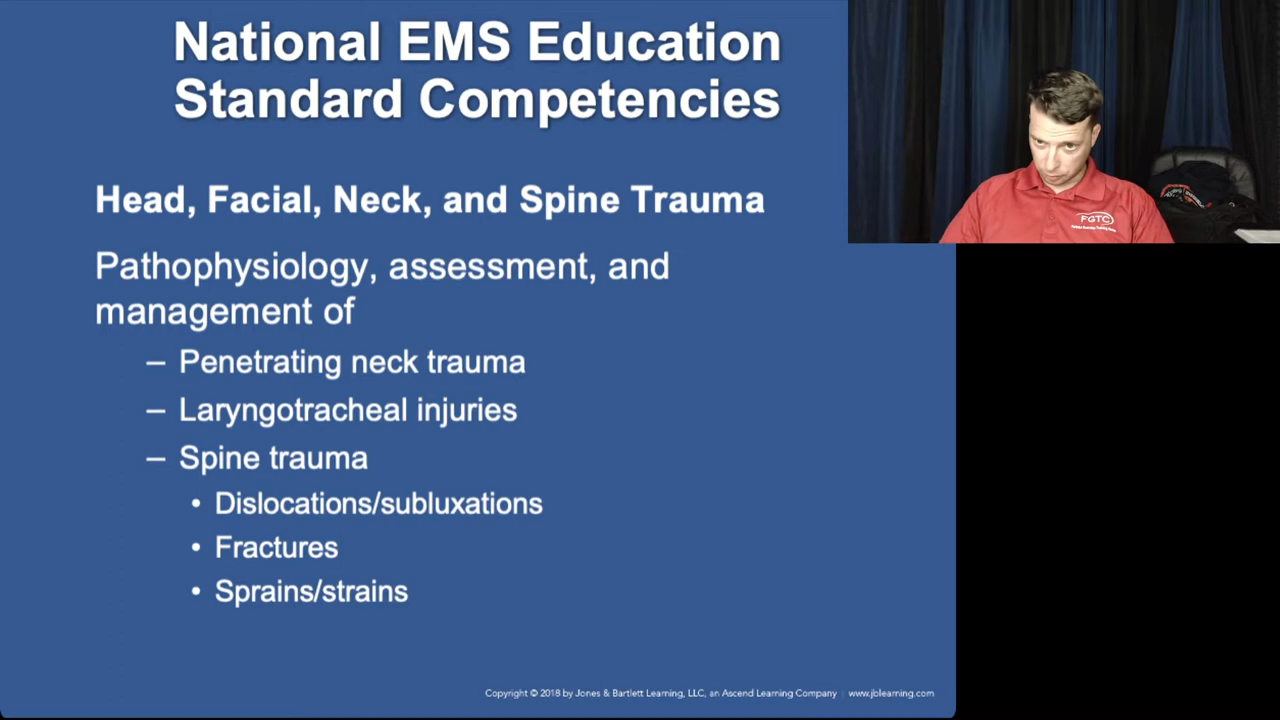 National EMS Education
Standard Competencies
Head, Facial, Neck, and Spine Trauma
Pathophysiology, assessment, and
management of
– Penetrating neck trauma
– Laryngotracheal injuries
– Spine trauma
• Dislocations/subluxations
• Fractures
• Sprains/strains
Copyright © 2018 by Jones & Bartlett Learning, LLC, an Ascend Learning Company | www.jblearning.com
FGTC